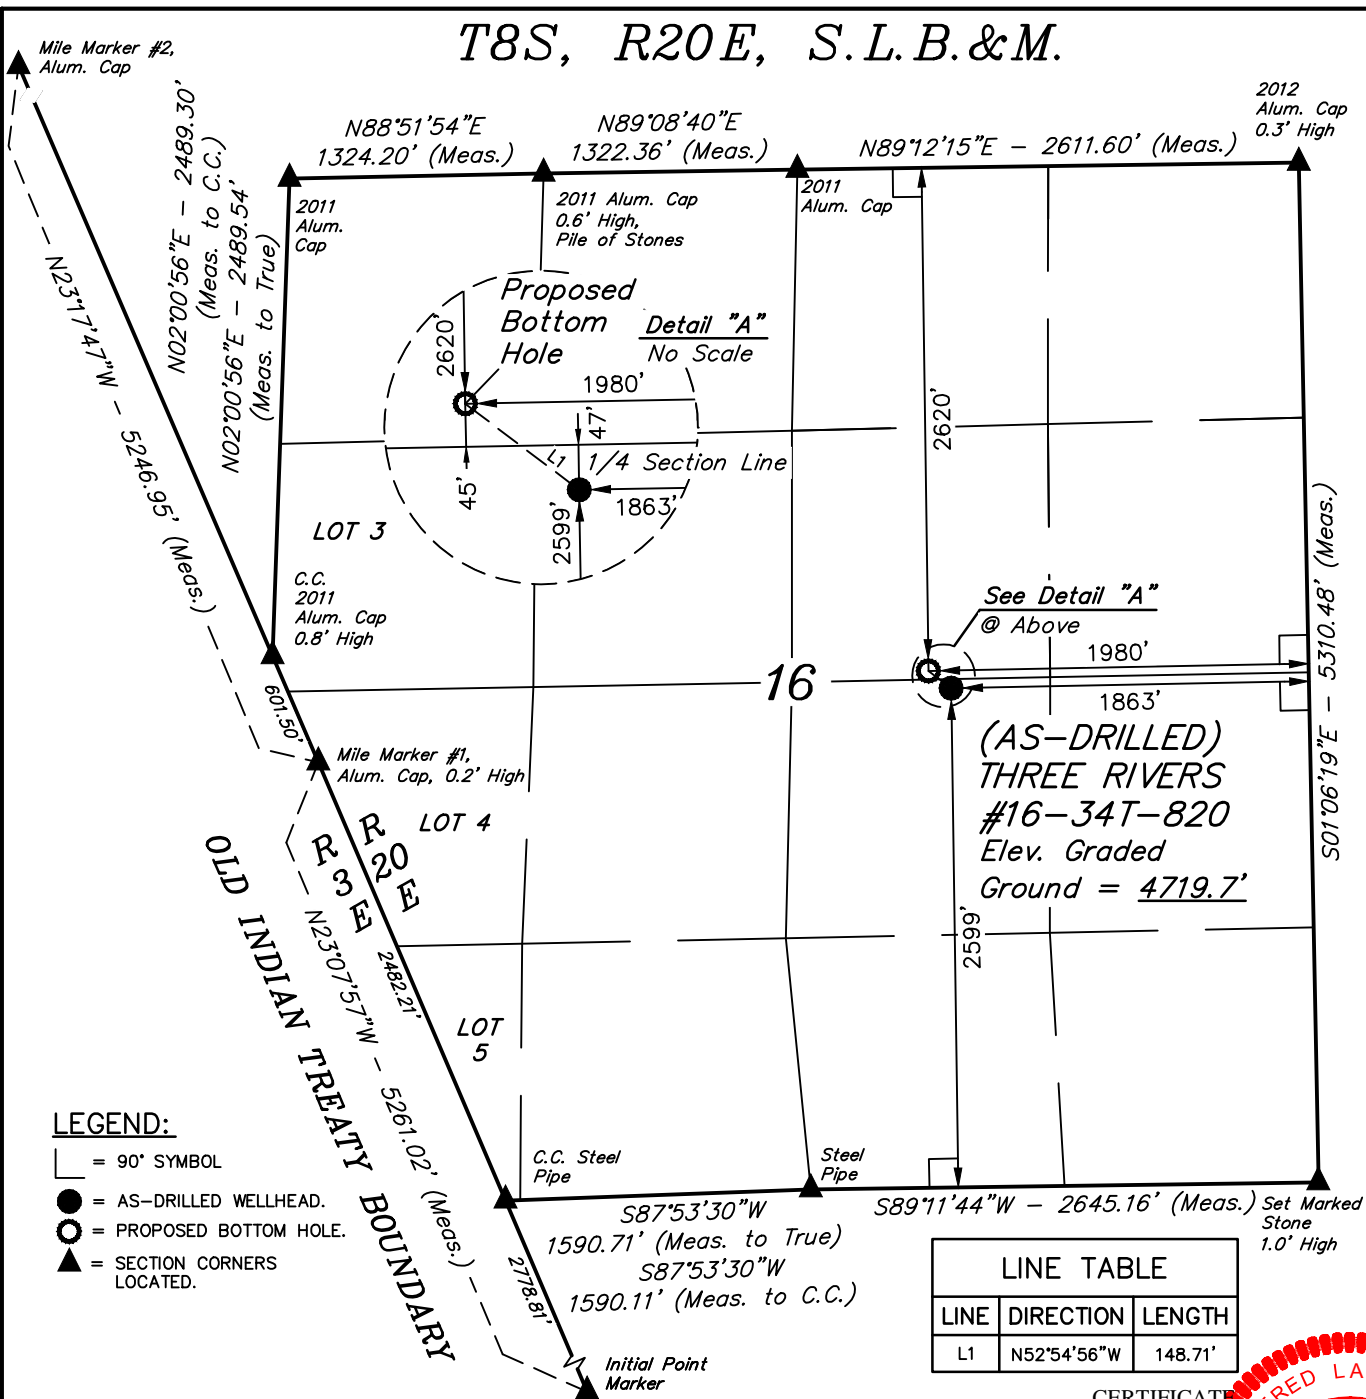 T8S, R20E, S.L.B.&M.
Mile Marker #2,
Alum. Cap
N02°00'56"E - 2489.30'
(Meas. to C.C.)
N02°00'56"E - 2489.54'
(Meas. to True)
N88°51'54"E
1324.20' (Meas.)
N89°08'40"E
1322.36' (Meas.)
N89°12'15"E - 2611.60' (Meas.)
2012
Alum. Cap
0.3' High
2011
Alum.
Cap
2011 Alum. Cap
0.6' High,
Pile of Stones
2011
Alum. Cap
N23°17'47"W - 5246.95' (Meas.)
Proposed
Bottom
Hole
Detail "A"
No Scale
2620'
1980'
47'
L1
1/4 Section Line
45'
1863'
2599'
2620'
LOT 3
C.C.
2011
Alum. Cap
0.8' High
See Detail "A"
@ Above
1980'
16
1863'
S01°06'19"E - 5310.48' (Meas.)
601.50'
Mile Marker #1,
Alum. Cap, 0.2' High
(AS-DRILLED)
THREE RIVERS
#16-34T-820
Elev. Graded
Ground = 4719.7'
LOT 4
R 20 E
R 3 E
2599'
OLD INDIAN TREATY BOUNDARY
N23°07'57"W - 5261.02' (Meas.)
2482.21'
LOT
5
LEGEND:
= 90° SYMBOL
= AS-DRILLED WELLHEAD.
= PROPOSED BOTTOM HOLE.
= SECTION CORNERS
LOCATED.
C.C. Steel
Pipe
Steel
Pipe
S87°53'30"W
1590.71' (Meas. to True)
S87°53'30"W
1590.11' (Meas. to C.C.)
S89°11'44"W - 2645.16' (Meas.)
Set Marked
Stone
1.0' High
2778.81'
Initial Point
Marker
LINE TABLE
LINE DIRECTION LENGTH
L1 N52°54'56"W 148.71'